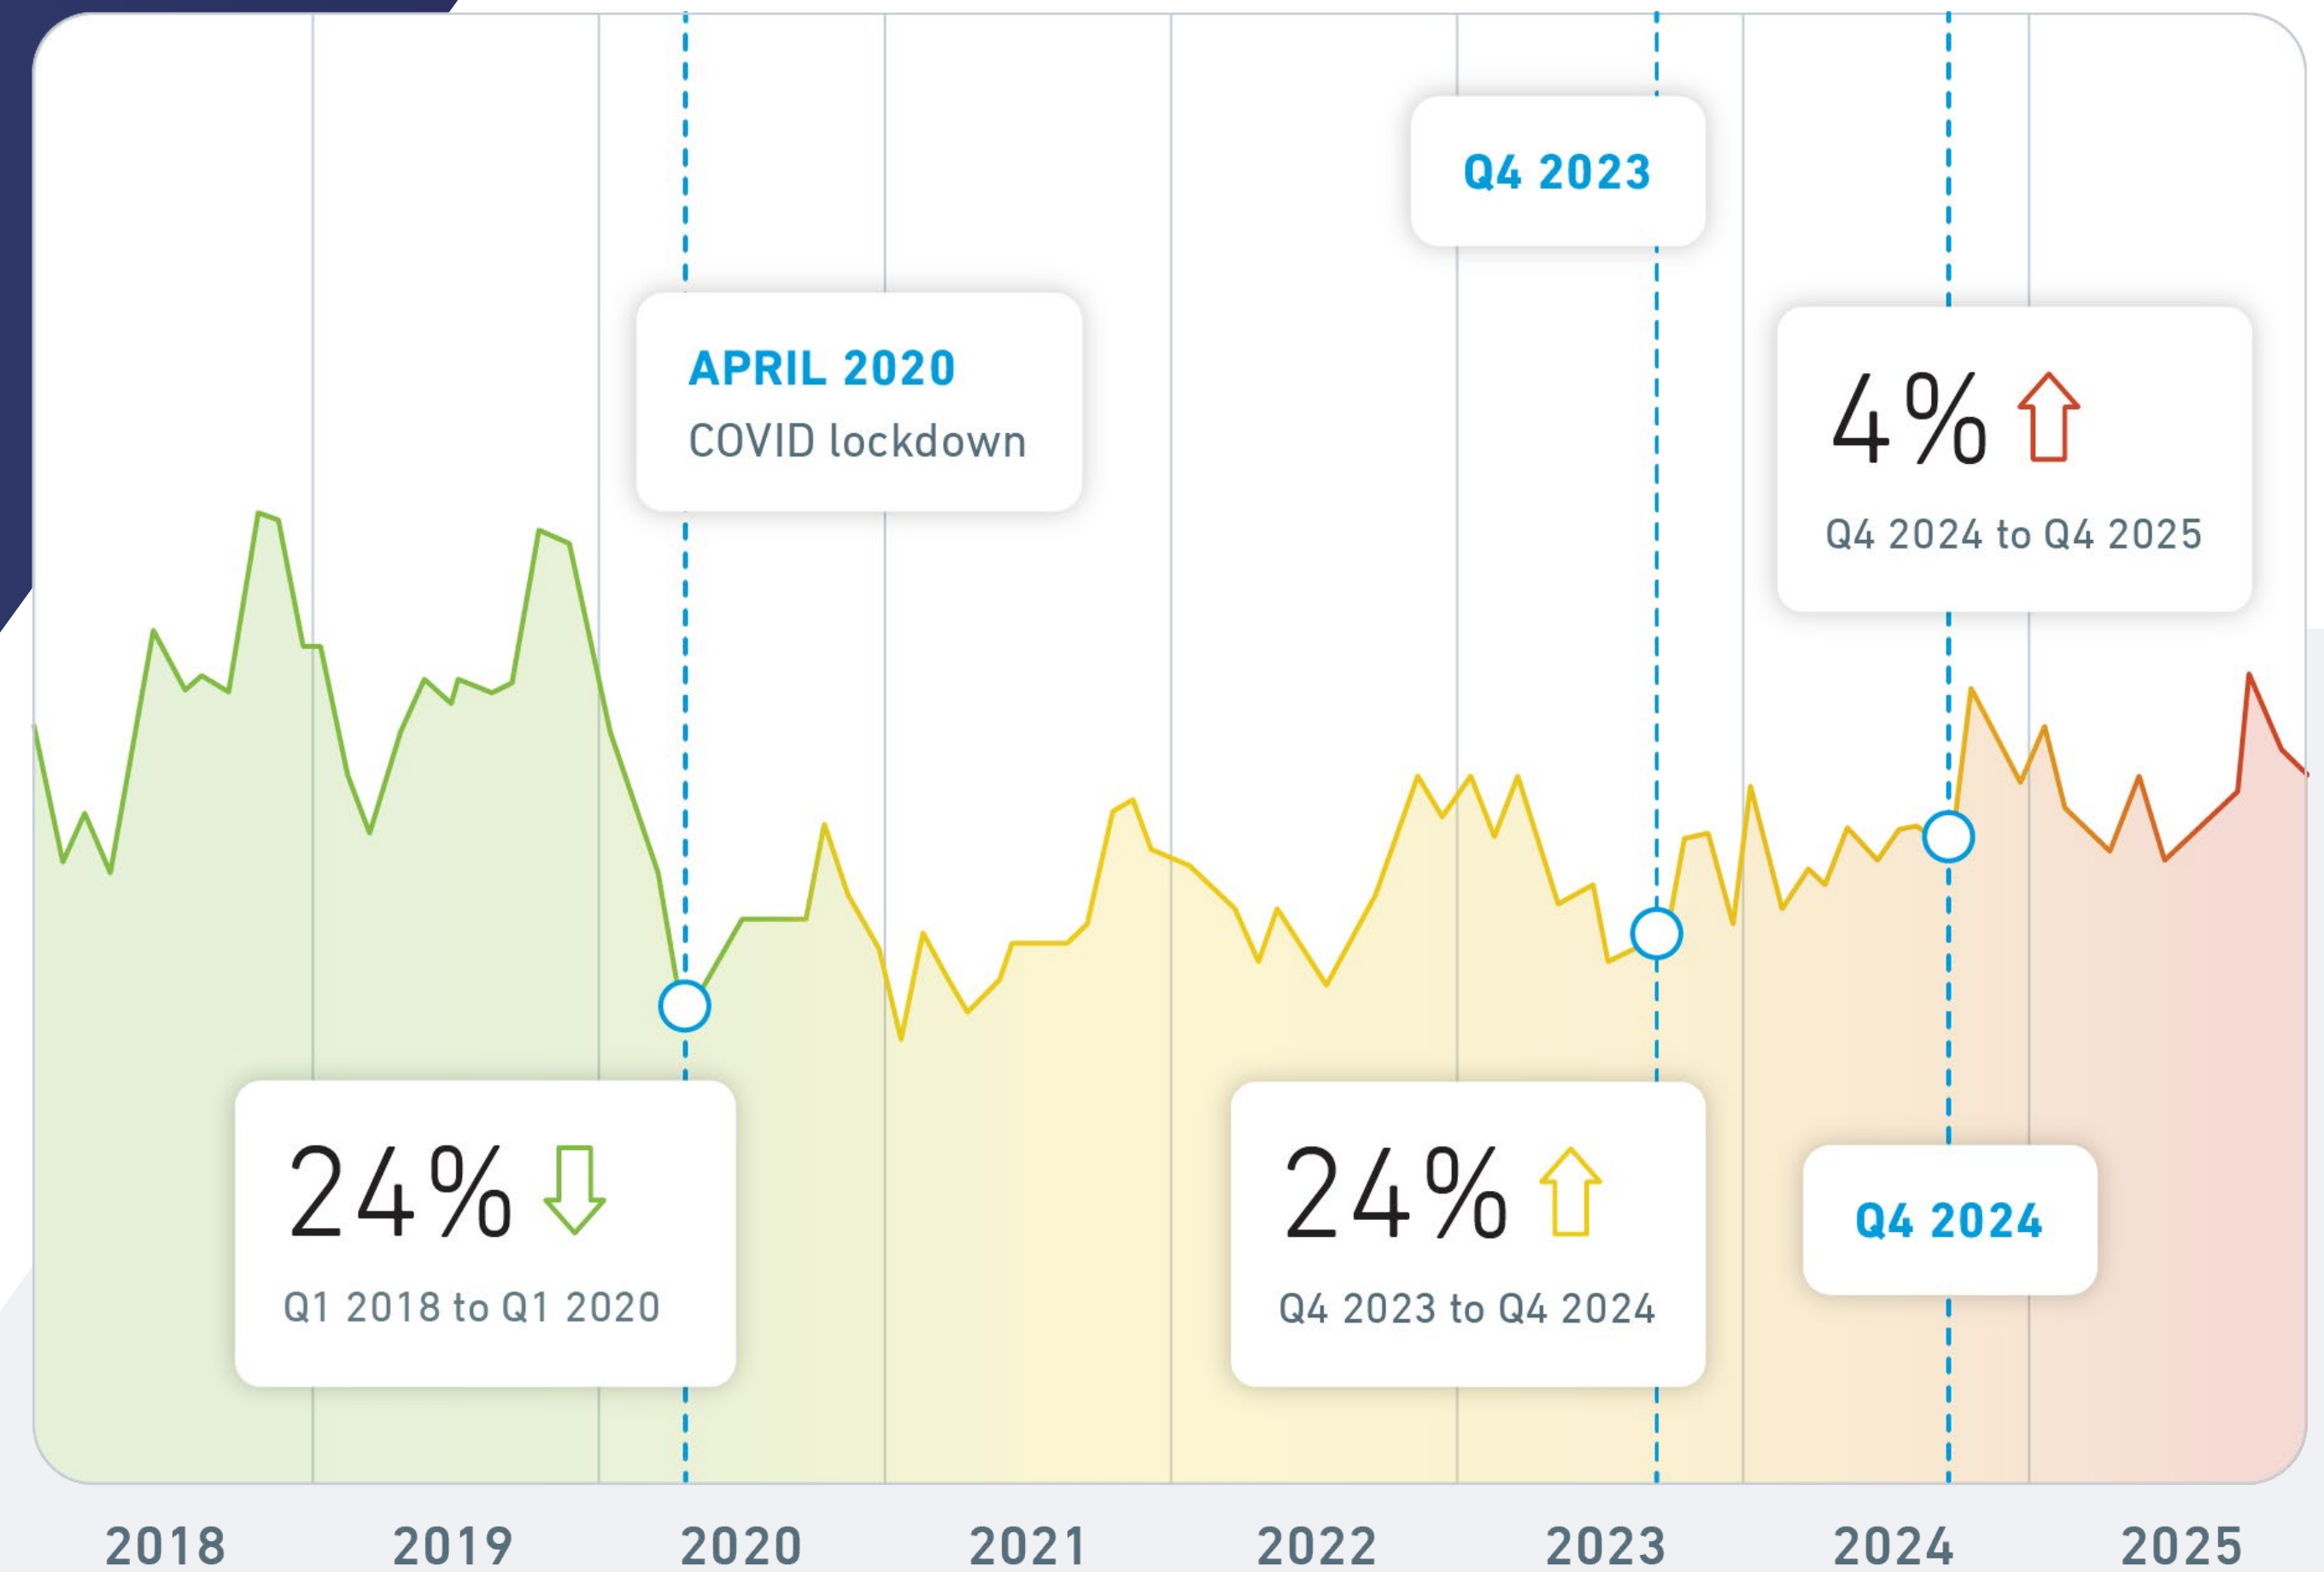 Q4 2023
APRIL 2020
COVID lockdown
4%
Q4 2024 to Q4 2025
24%
Q1 2018 to Q1 2020
24%
Q4 2023 to Q4 2024
Q4 2024
2018
2019
2020
2021
2022
2023
2024
2025